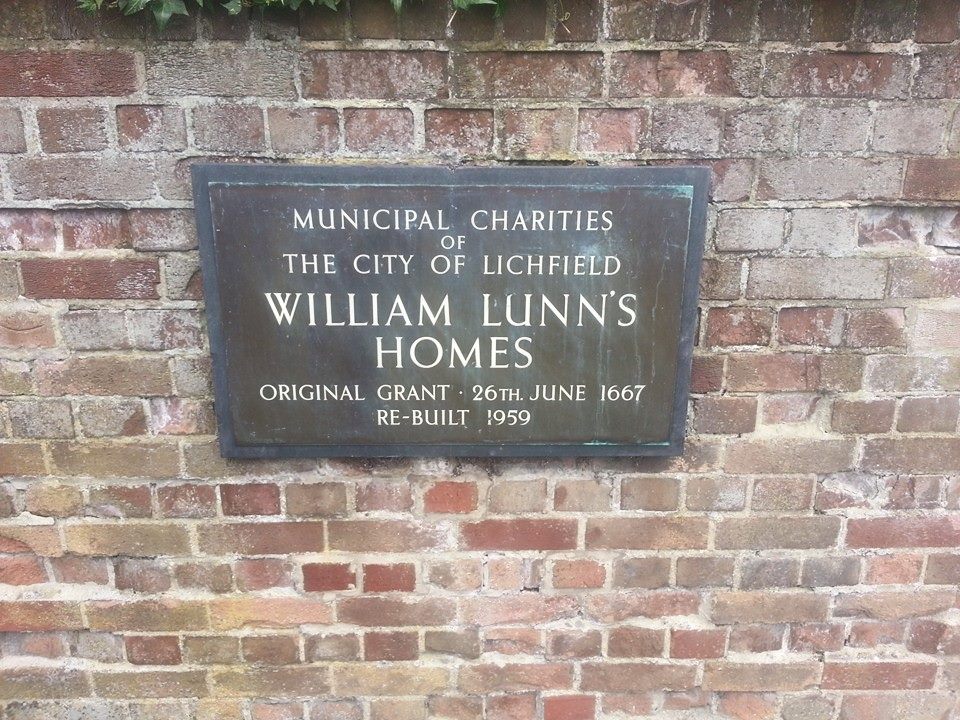 MUNICIPAL CHARITIES
OF
THE CITY OF LICHFIELD
WILLIAM LUNN'S
HOMES
ORIGINAL GRANT · 26TH. JUNE 1667
RE-BUILT 1959